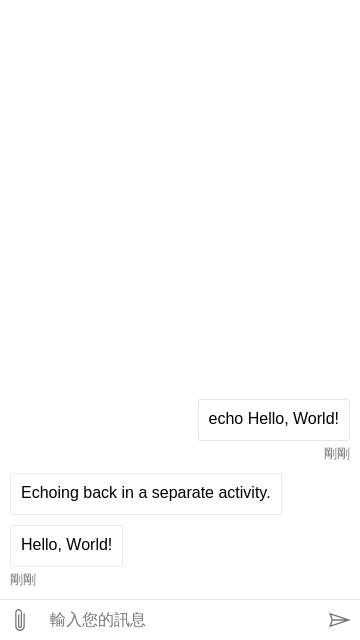 echo Hello, World!
剛剛
Echoing back in a separate activity.
Hello, World!
剛剛
輸入您的訊息